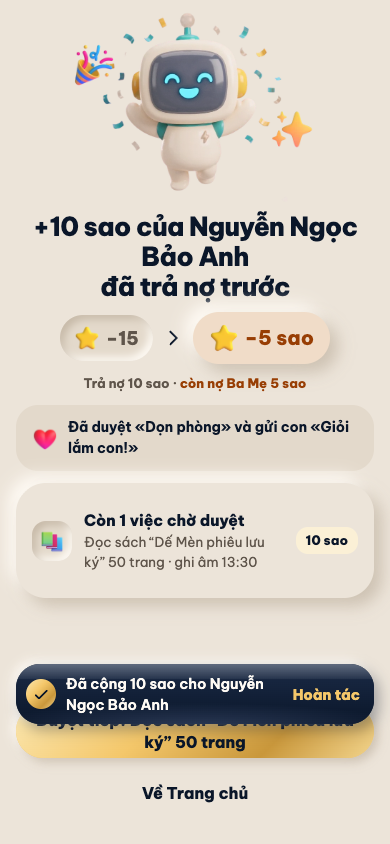 +10 sao của Nguyễn Ngọc
Bảo Anh
đã trả nợ trước
−15
−5 sao
Trả nợ 10 sao · còn nợ Ba Mẹ 5 sao
Đã duyệt «Dọn phòng» và gửi con «Giỏi
lắm con!»
Còn 1 việc chờ duyệt
Đọc sách “Dế Mèn phiêu lưu
ký” 50 trang · ghi âm 13:30
10 sao
Đã cộng 10 sao cho Nguyễn
Ngọc Bảo Anh
Hoàn tác
ký” 50 trang
Về Trang chủ